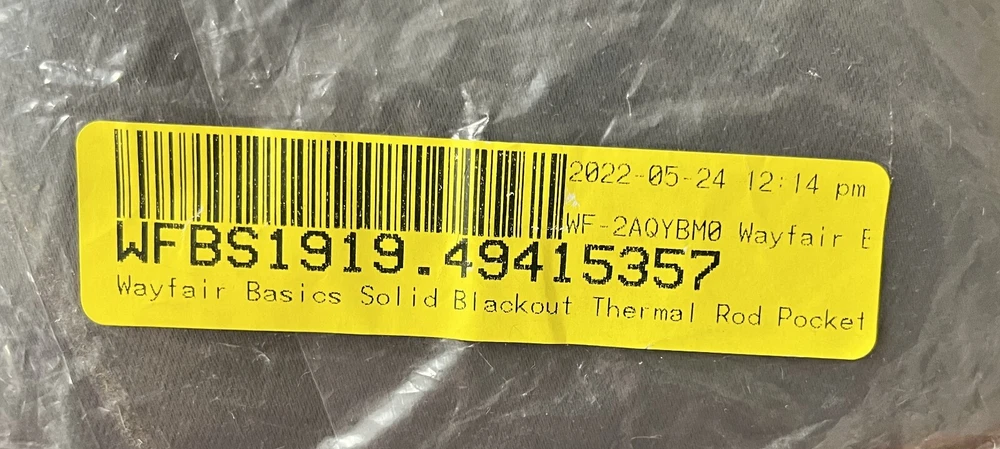 2022-05-24 12:14 pm
WF-2AQYBM0 Wayfair
WFBS1919.49415357
Wayfair Basics Solid Blackout Thermal Rod Pocket